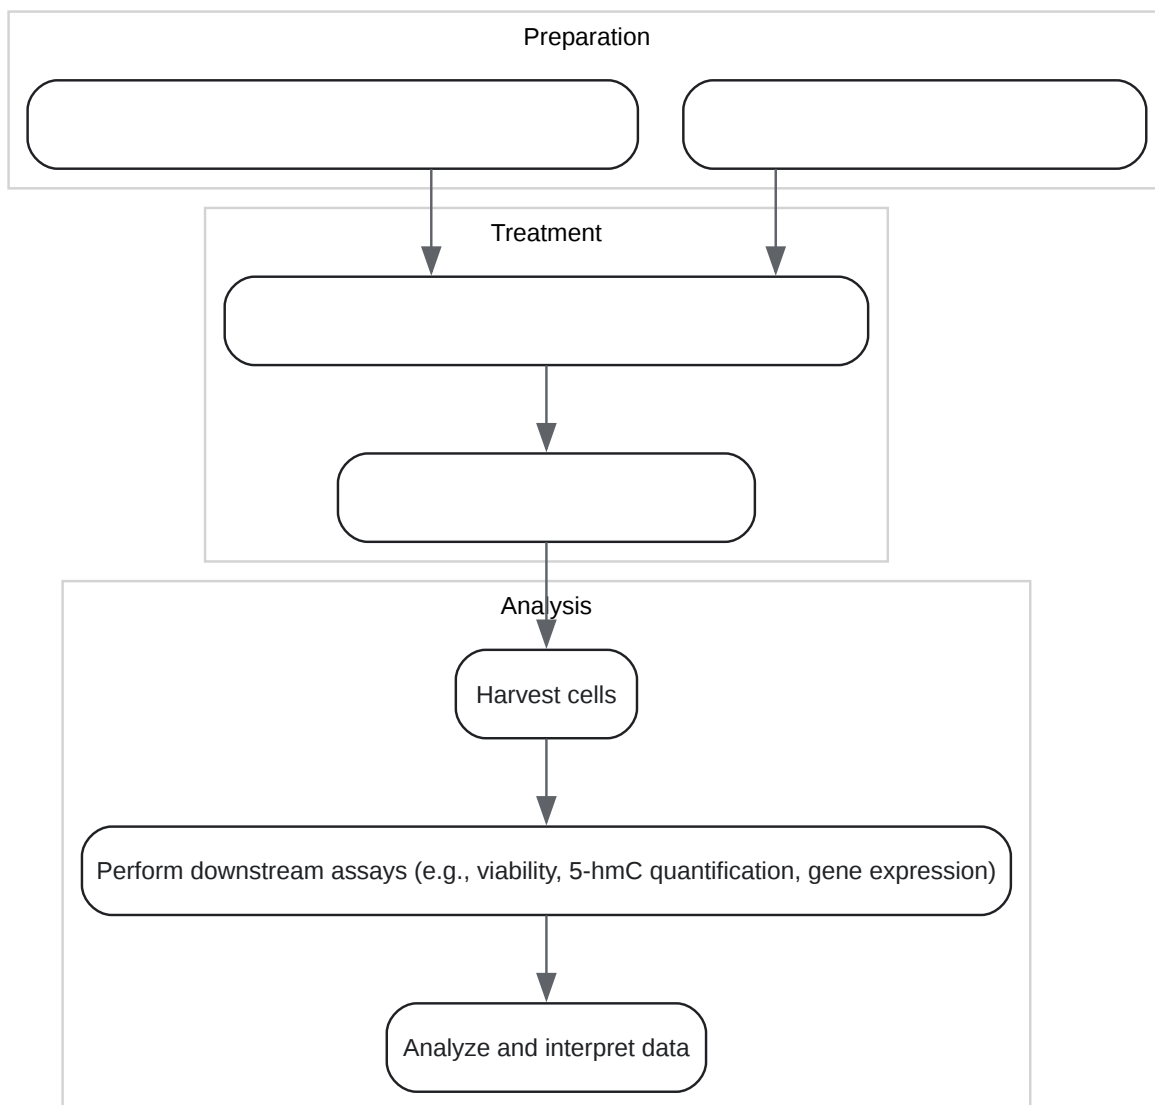 Preparation
Treatment
Analysis
Harvest cells
Perform downstream assays (e.g., viability, 5-hmC quantification, gene expression)
Analyze and interpret data